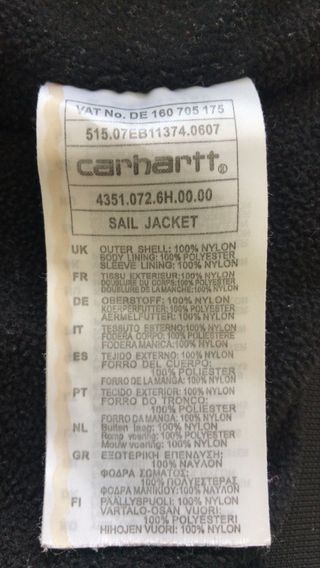 VAT No. DE 160 705 175
515.07EB11374.0607
carhartt®
4351.072.6H.00.00
SAIL JACKET
UK OUTER SHELL: 100% NYLON
BODY LINING: 100% POLYESTER
SLEEVE LINING: 100% NYLON
FR TISSU EXTERIEUR: 100% NYLON
DOUBLURE DU CORPS: 100% POLYESTER
DOUBLURE DE LA MANCHE: 100% NYLON
DE OBERSTOFF: 100% NYLON
KOERPERFUTTER: 100% POLYESTER
AERMELFUTTER: 100% NYLON
IT TESSUTO ESTERNO: 100% NYLON
FODERA CORPO: 100% POLIESTERE
FODERA MANICA: 100% NYLON
ES TEJIDO EXTERNO: 100% NYLON
FORRO DEL CUERPO:
100% POLIESTER
FORRO DE LA MANGA: 100% NYLON
PT TECIDO EXTERIOR: 100% NYLON
FORRO DO TRONCO:
100% POLIESTER
FORRO DA MANGA: 100% NYLON
NL Buiten laag: 100% NYLON
Romp voering: 100% POLYESTER
Mouw voering: 100% NYLON
GR ΕΞΩΤΕΡΙΚΗ ΕΠΕΝΔΥΣΗ:
100% ΝΑΥΛΟΝ
ΦΟΔΡΑ ΣΩΜΑΤΟΣ:
100% ΠΟΛΥΕΣΤΕΡΑΣ
ΦΟΔΡΑ ΜΑΝΙΚΙΟΥ: 100% ΝΑΥΛΟΝ
FI PÄÄLLYSPUOLI: 100% NYLON
VARTALO-OSAN VUORI:
100% POLYESTERI
HIHOJEN VUORI: 100% NYLON